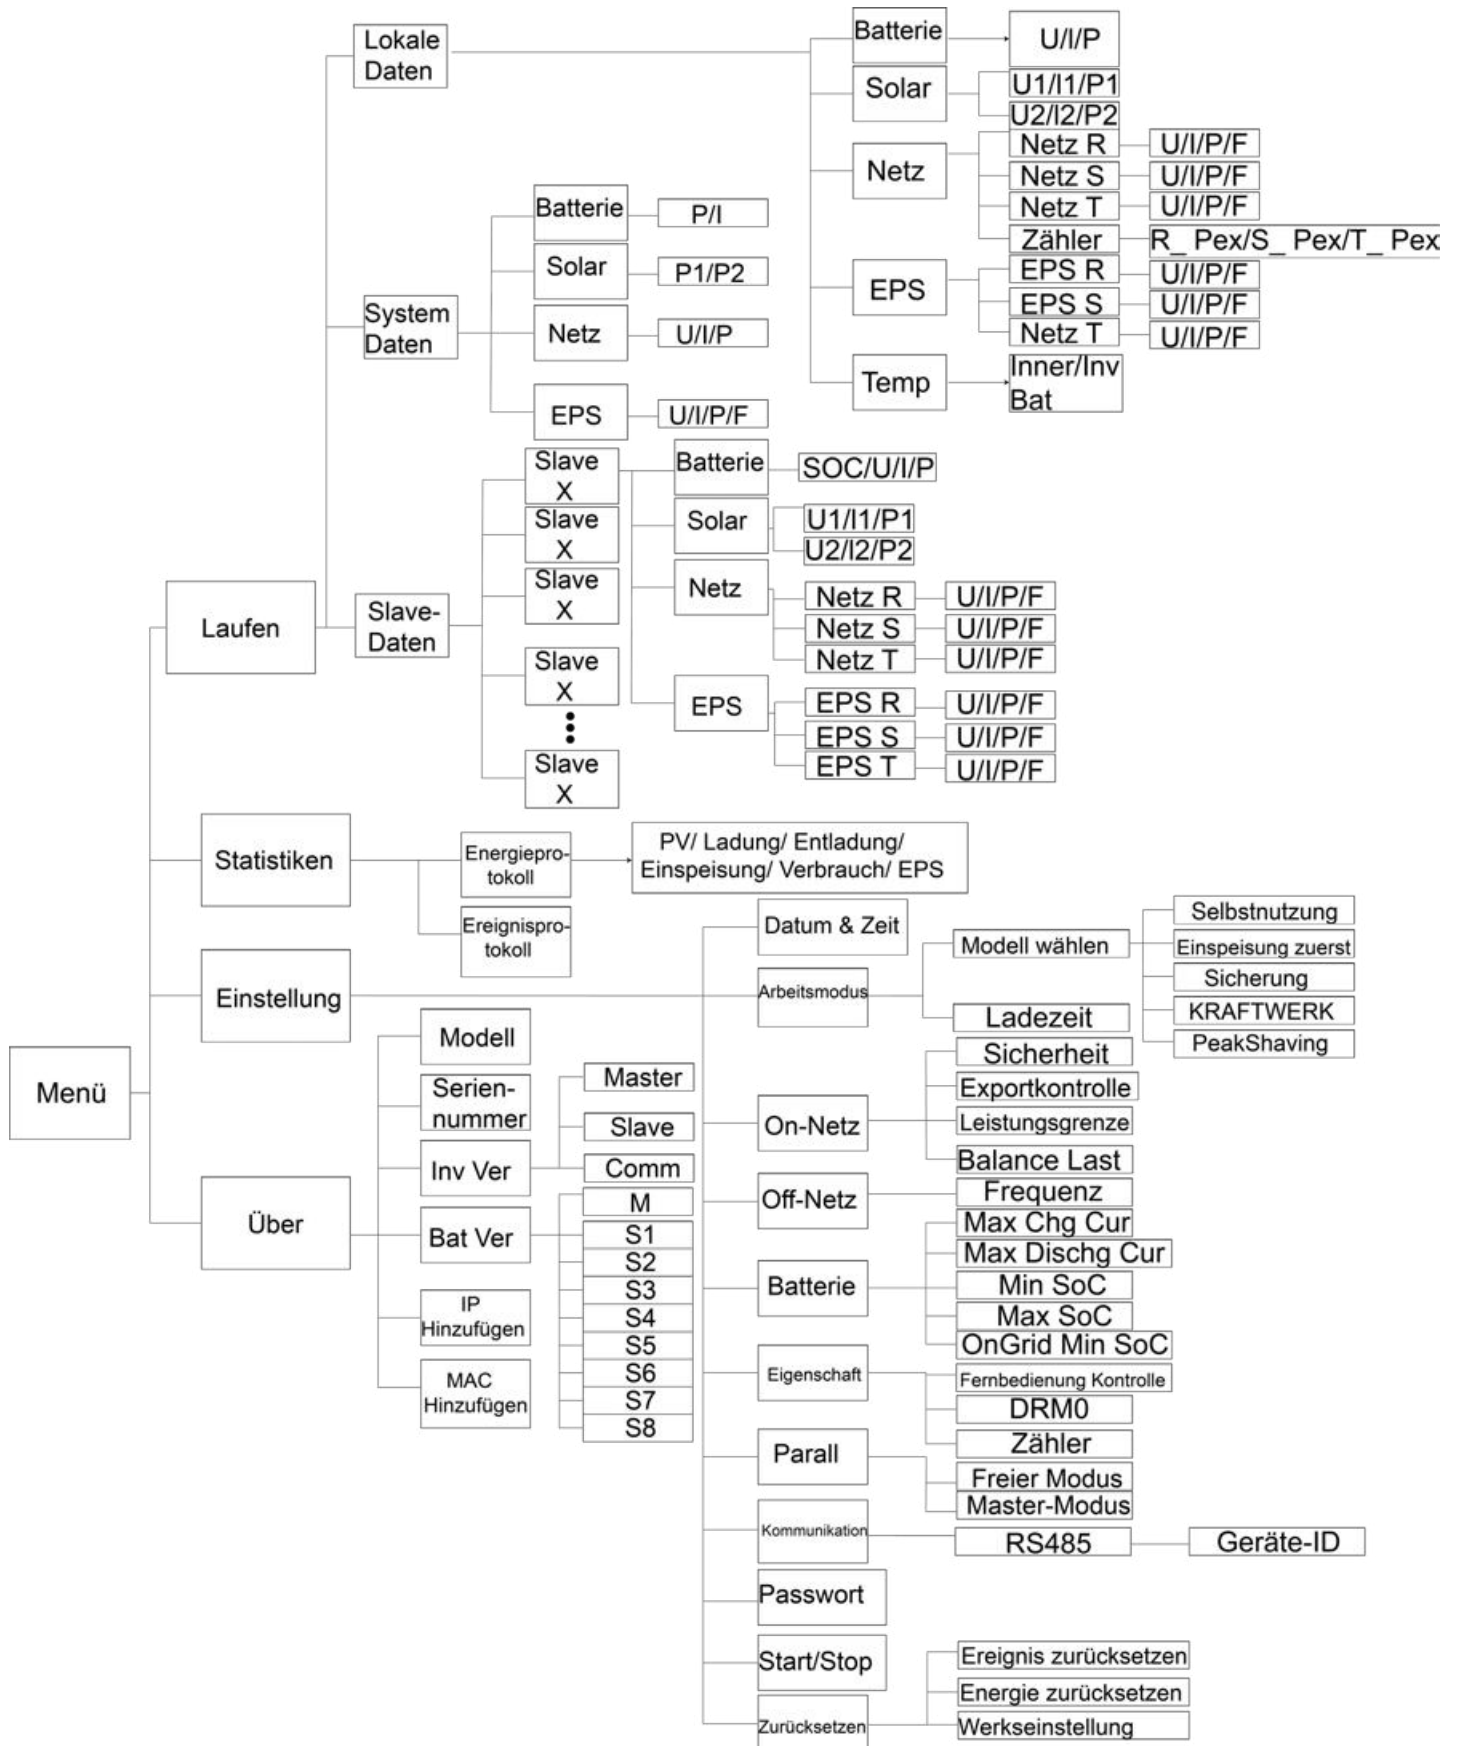 Lokale
Daten
Batterie
U/I/P
Solar
U1/I1/P1
U2/I2/P2
Netz
Netz R
U/I/P/F
Netz S
U/I/P/F
Netz T
U/I/P/F
Zähler
R_ Pex/S_ Pex/T_ Pex
EPS
EPS R
U/I/P/F
EPS S
U/I/P/F
Netz T
U/I/P/F
Temp
Inner/Inv
Bat
System
Daten
Batterie
P/I
Solar
P1/P2
Netz
U/I/P
EPS
U/I/P/F
Laufen
Slave-
Daten
Slave
X
Slave
X
Slave
X
Slave
X
Slave
X
Batterie
SOC/U/I/P
Solar
U1/I1/P1
U2/I2/P2
Netz
Netz R
U/I/P/F
Netz S
U/I/P/F
Netz T
U/I/P/F
EPS
EPS R
U/I/P/F
EPS S
U/I/P/F
EPS T
U/I/P/F
Statistiken
Energiepro-
tokoll
PV/ Ladung/ Entladung/
Einspeisung/ Verbrauch/ EPS
Ereignispro-
tokoll
Einstellung
Datum & Zeit
Arbeitsmodus
Modell wählen
Selbstnutzung
Einspeisung zuerst
Sicherung
KRAFTWERK
PeakShaving
Ladezeit
On-Netz
Sicherheit
Exportkontrolle
Leistungsgrenze
Balance Last
Off-Netz
Frequenz
Batterie
Max Chg Cur
Max Dischg Cur
Min SoC
Max SoC
OnGrid Min SoC
Eigenschaft
Fernbedienung Kontrolle
DRM0
Zähler
Parall
Freier Modus
Master-Modus
Kommunikation
RS485
Geräte-ID
Passwort
Start/Stop
Zurücksetzen
Ereignis zurücksetzen
Energie zurücksetzen
Werkseinstellung
Menü
Über
Modell
Serien-
nummer
Inv Ver
Master
Slave
Comm
Bat Ver
M
S1
S2
S3
S4
S5
S6
S7
S8
IP
Hinzufügen
MAC
Hinzufügen